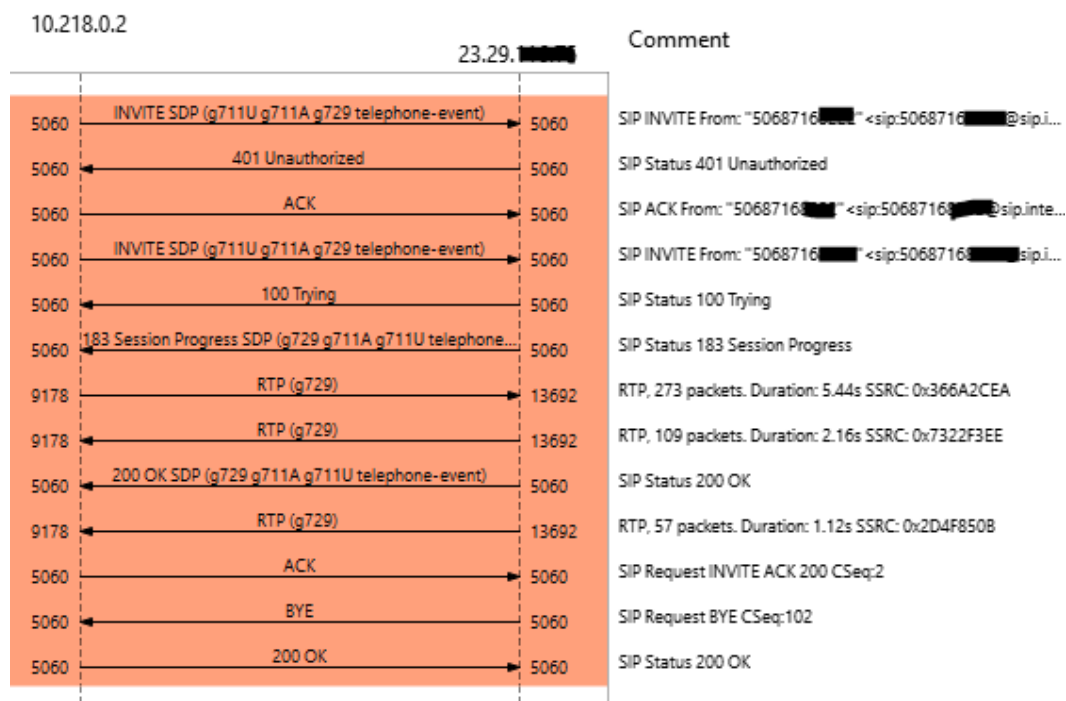 10.218.0.2
23.29.
Comment
5060 INVITE SDP (g711U g711A g729 telephone-event) 5060 SIP INVITE From: "5068716 " <sip:5068716 @sip.i...
5060 401 Unauthorized 5060 SIP Status 401 Unauthorized
5060 ACK 5060 SIP ACK From: "50687168 " <sip:50687168 @sip.inte...
5060 INVITE SDP (g711U g711A g729 telephone-event) 5060 SIP INVITE From: "5068716 " <sip:5068716 sip.i...
5060 100 Trying 5060 SIP Status 100 Trying
5060 183 Session Progress SDP (g729 g711A g711U telephone... 5060 SIP Status 183 Session Progress
9178 RTP (g729) 13692 RTP, 273 packets. Duration: 5.44s SSRC: 0x366A2CEA
9178 RTP (g729) 13692 RTP, 109 packets. Duration: 2.16s SSRC: 0x7322F3EE
5060 200 OK SDP (g729 g711A g711U telephone-event) 5060 SIP Status 200 OK
9178 RTP (g729) 13692 RTP, 57 packets. Duration: 1.12s SSRC: 0x2D4F850B
5060 ACK 5060 SIP Request INVITE ACK 200 CSeq:2
5060 BYE 5060 SIP Request BYE CSeq:102
5060 200 OK 5060 SIP Status 200 OK